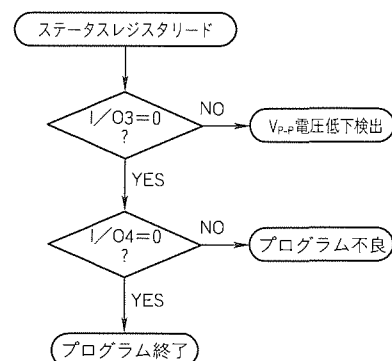 ステータスレジスタリード
I/O3=0
?
NO
VP-P電圧低下検出
YES
I/O4=0
?
NO
プログラム不良
YES
プログラム終了